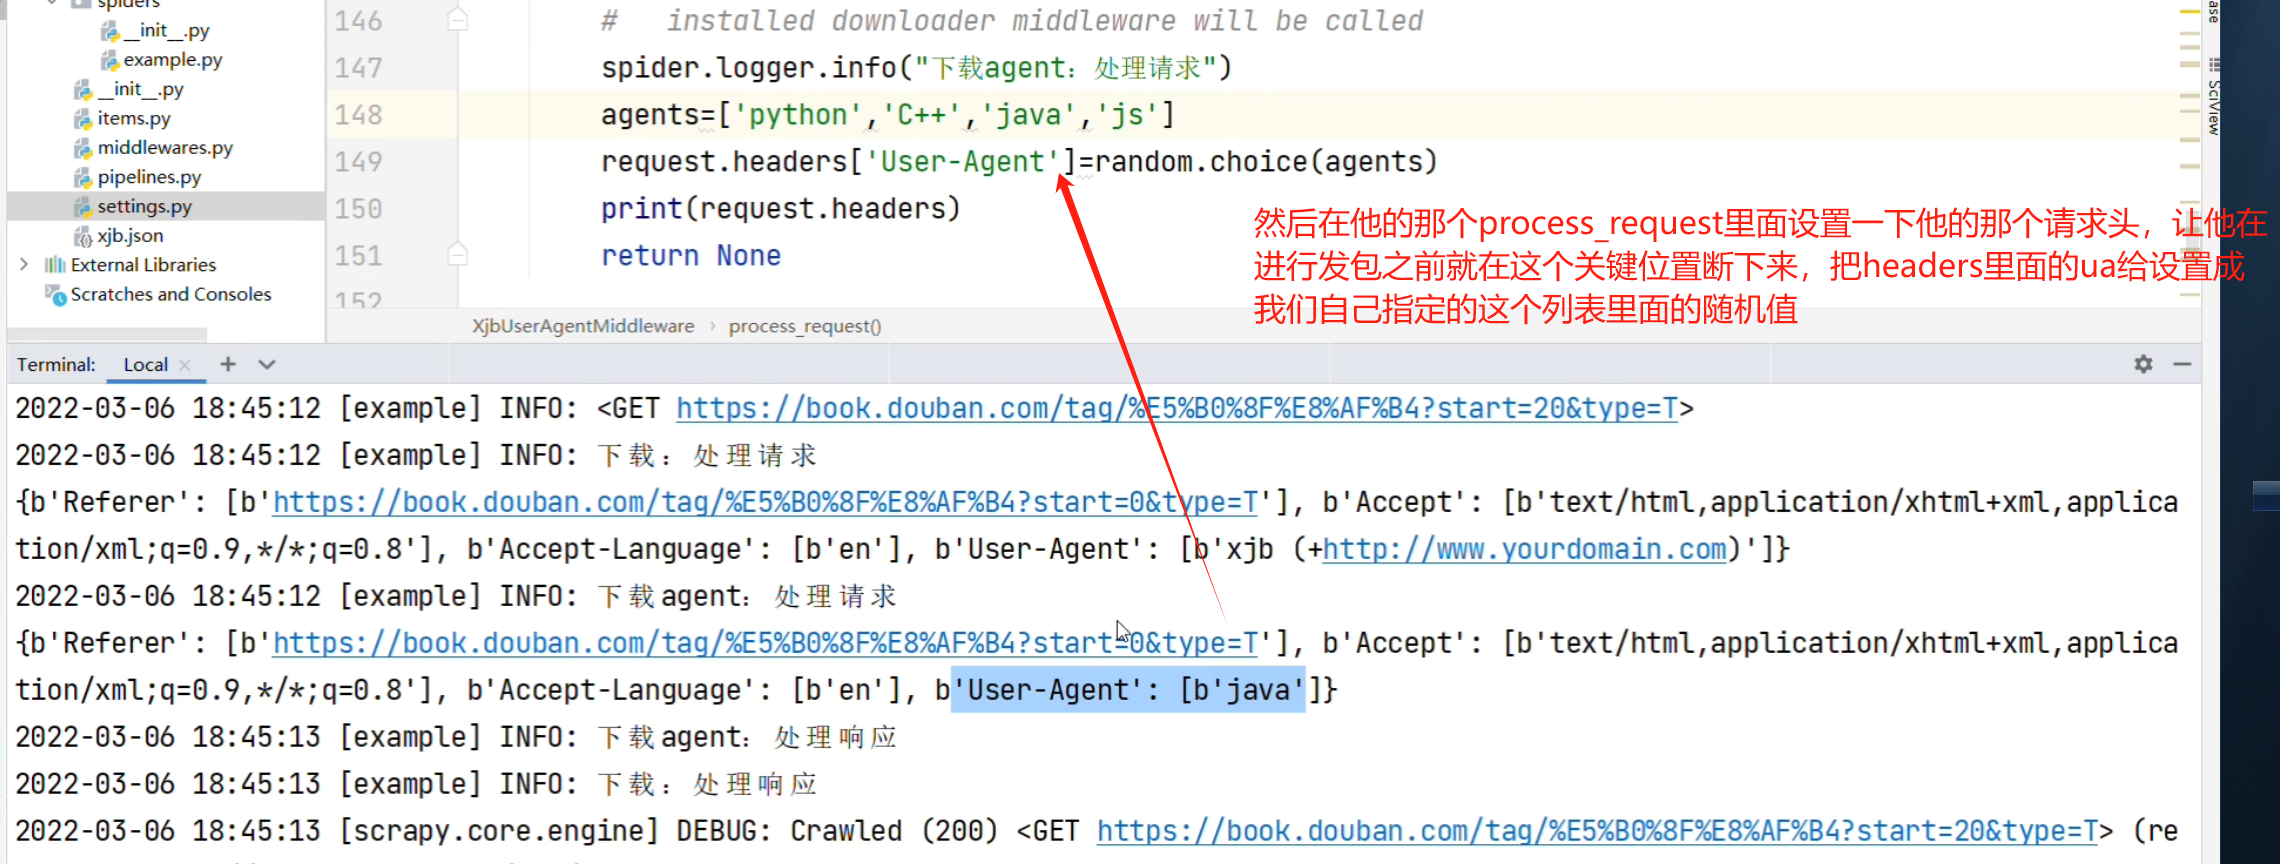 spiders
__init__.py
example.py
__init__.py
items.py
middlewares.py
pipelines.py
settings.py
xjb.json
External Libraries
Scratches and Consoles
146 #   installed downloader middleware will be called
147 spider.logger.info("下载agent：处理请求")
148 agents=['python','C++','java','js']
149 request.headers['User-Agent']=random.choice(agents)
150 print(request.headers)
151 return None
152
然后在他的那个process_request里面设置一下他的那个请求头，让他在
进行发包之前就在这个关键位置断下来，把headers里面的ua给设置成
我们自己指定的这个列表里面的随机值
XjbUserAgentMiddleware › process_request()
SciView
Terminal: Local × +
2022-03-06 18:45:12 [example] INFO: <GET https://book.douban.com/tag/%E5%B0%8F%E8%AF%B4?start=20&type=T>
2022-03-06 18:45:12 [example] INFO: 下载：处理请求
{b'Referer': [b'https://book.douban.com/tag/%E5%B0%8F%E8%AF%B4?start=0&type=T'], b'Accept': [b'text/html,application/xhtml+xml,applica
tion/xml;q=0.9,*/*;q=0.8'], b'Accept-Language': [b'en'], b'User-Agent': [b'xjb (+http://www.yourdomain.com)']}
2022-03-06 18:45:12 [example] INFO: 下载agent：处理请求
{b'Referer': [b'https://book.douban.com/tag/%E5%B0%8F%E8%AF%B4?start=0&type=T'], b'Accept': [b'text/html,application/xhtml+xml,applica
tion/xml;q=0.9,*/*;q=0.8'], b'Accept-Language': [b'en'], b'User-Agent': [b'java']}
2022-03-06 18:45:13 [example] INFO: 下载agent：处理响应
2022-03-06 18:45:13 [example] INFO: 下载：处理响应
2022-03-06 18:45:13 [scrapy.core.engine] DEBUG: Crawled (200) <GET https://book.douban.com/tag/%E5%B0%8F%E8%AF%B4?start=20&type=T> (re